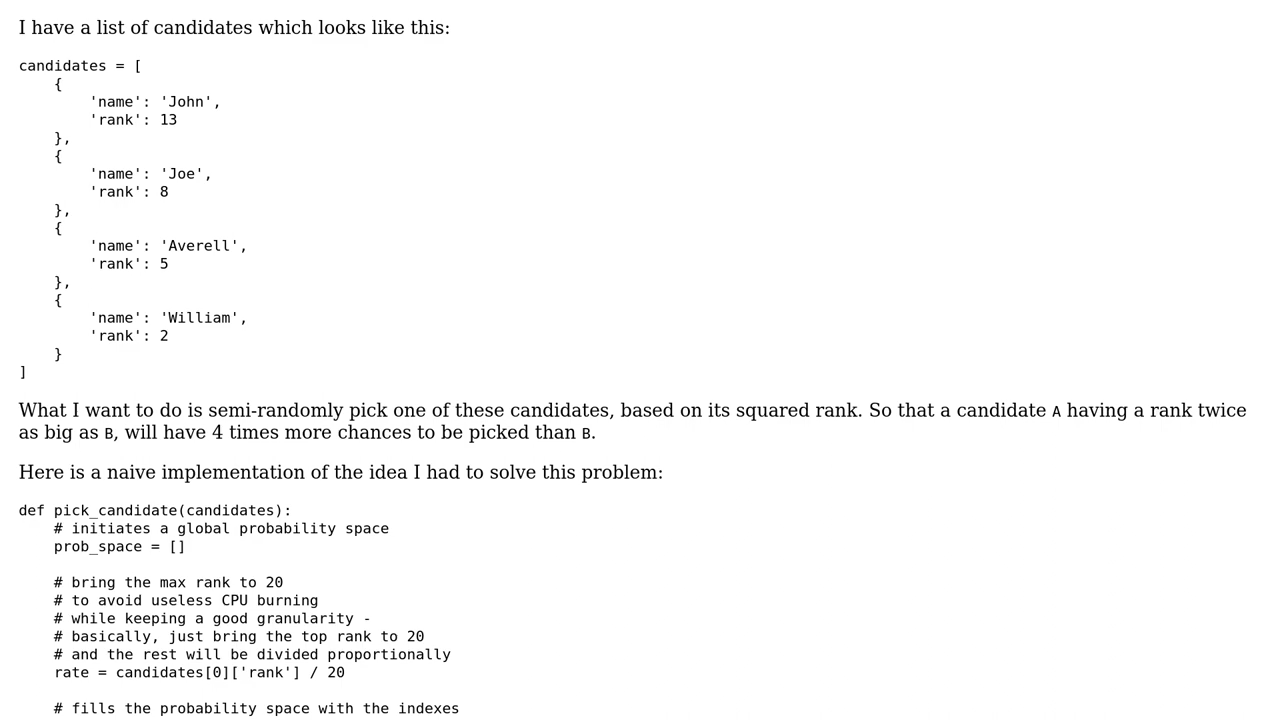 I have a list of candidates which looks like this:
candidates = [
    {
        'name': 'John',
        'rank': 13
    },
    {
        'name': 'Joe',
        'rank': 8
    },
    {
        'name': 'Averell',
        'rank': 5
    },
    {
        'name': 'William',
        'rank': 2
    }
]
What I want to do is semi-randomly pick one of these candidates, based on its squared rank. So that a candidate A having a rank twice
as big as B, will have 4 times more chances to be picked than B.
Here is a naive implementation of the idea I had to solve this problem:
def pick_candidate(candidates):
    # initiates a global probability space
    prob_space = []
    # bring the max rank to 20
    # to avoid useless CPU burning
    # while keeping a good granularity -
    # basically, just bring the top rank to 20
    # and the rest will be divided proportionally
    rate = candidates[0]['rank'] / 20
    # fills the probability space with the indexes